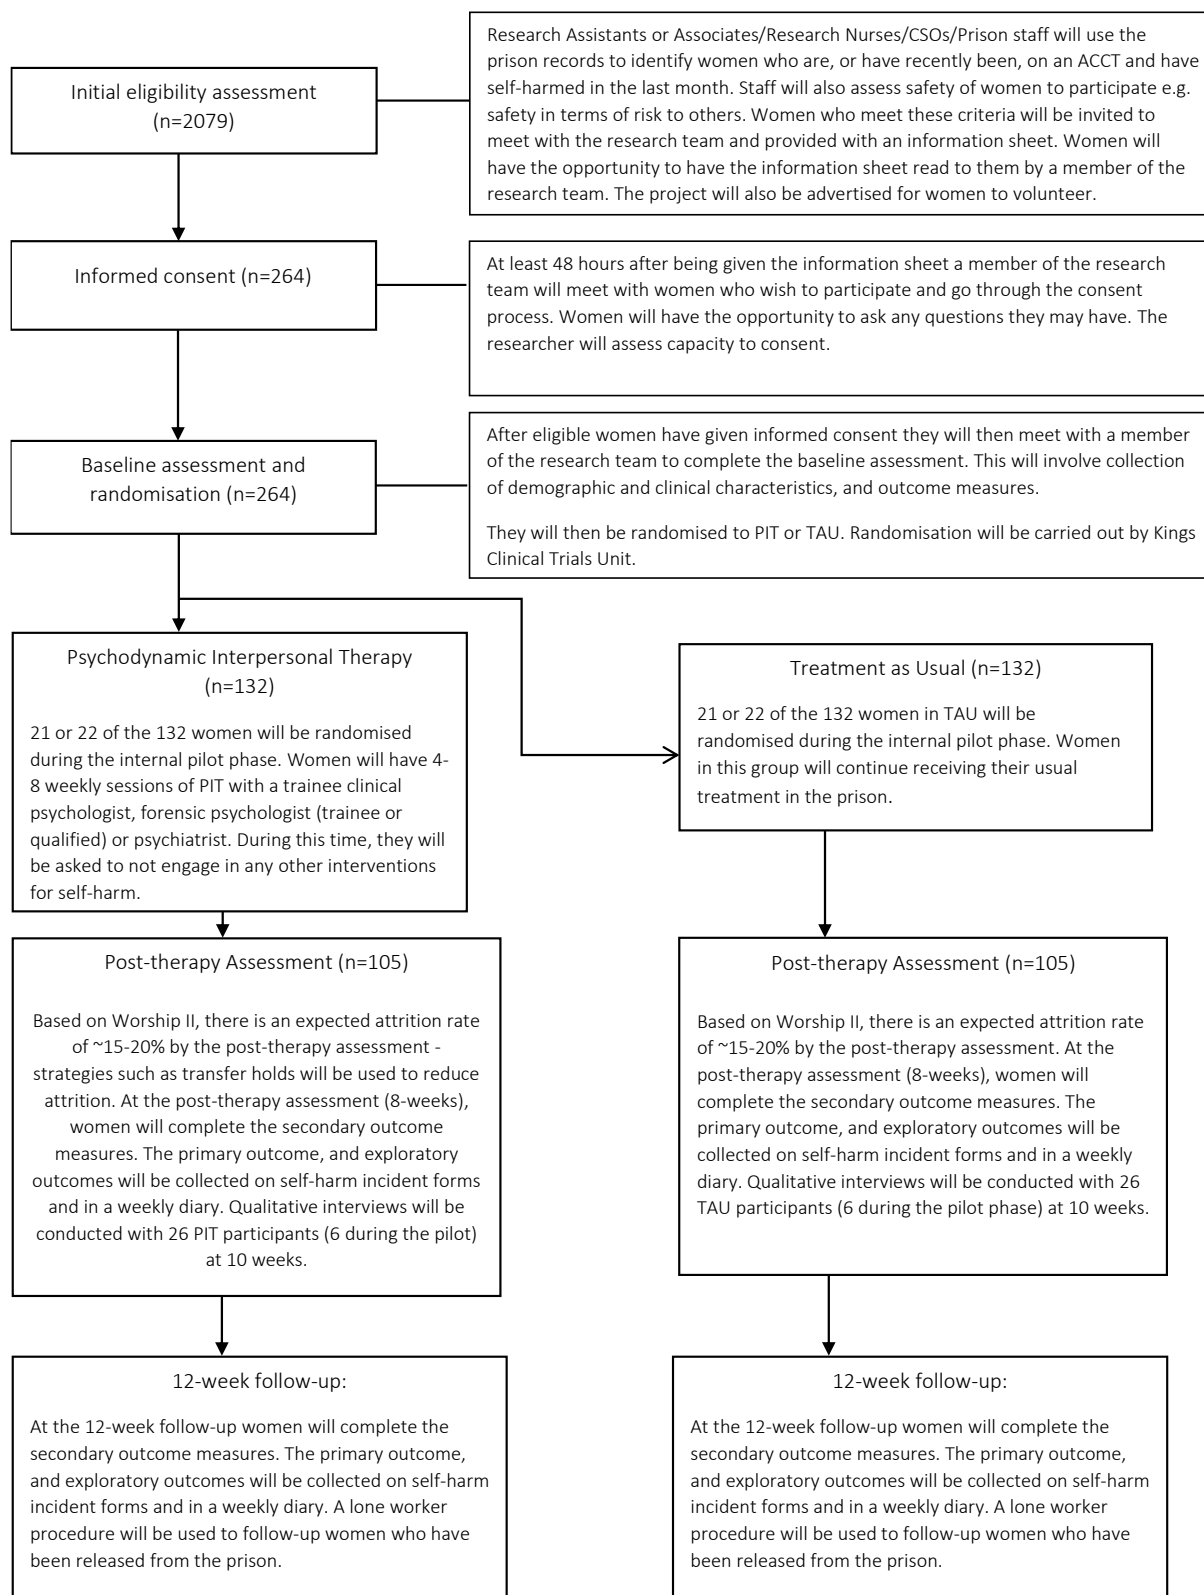 Initial eligibility assessment
(n=2079)
Research Assistants or Associates/Research Nurses/CSOs/Prison staff will use the
prison records to identify women who are, or have recently been, on an ACCT and have
self-harmed in the last month. Staff will also assess safety of women to participate e.g.
safety in terms of risk to others. Women who meet these criteria will be invited to
meet with the research team and provided with an information sheet. Women will
have the opportunity to have the information sheet read to them by a member of the
research team. The project will also be advertised for women to volunteer.
Informed consent (n=264)
At least 48 hours after being given the information sheet a member of the research
team will meet with women who wish to participate and go through the consent
process. Women will have the opportunity to ask any questions they may have. The
researcher will assess capacity to consent.
Baseline assessment and
randomisation (n=264)
After eligible women have given informed consent they will then meet with a member
of the research team to complete the baseline assessment. This will involve collection
of demographic and clinical characteristics, and outcome measures.
They will then be randomised to PIT or TAU. Randomisation will be carried out by Kings
Clinical Trials Unit.
Psychodynamic Interpersonal Therapy
(n=132)
21 or 22 of the 132 women will be randomised
during the internal pilot phase. Women will have 4-
8 weekly sessions of PIT with a trainee clinical
psychologist, forensic psychologist (trainee or
qualified) or psychiatrist. During this time, they will
be asked to not engage in any other interventions
for self-harm.
Treatment as Usual (n=132)
21 or 22 of the 132 women in TAU will be
randomised during the internal pilot phase. Women
in this group will continue receiving their usual
treatment in the prison.
Post-therapy Assessment (n=105)
Based on Worship II, there is an expected attrition rate
of ~15-20% by the post-therapy assessment -
strategies such as transfer holds will be used to reduce
attrition. At the post-therapy assessment (8-weeks),
women will complete the secondary outcome
measures. The primary outcome, and exploratory
outcomes will be collected on self-harm incident forms
and in a weekly diary. Qualitative interviews will be
conducted with 26 PIT participants (6 during the pilot)
at 10 weeks.
Post-therapy Assessment (n=105)
Based on Worship II, there is an expected attrition rate
of ~15-20% by the post-therapy assessment. At the
post-therapy assessment (8-weeks), women will
complete the secondary outcome measures. The
primary outcome, and exploratory outcomes will be
collected on self-harm incident forms and in a weekly
diary. Qualitative interviews will be conducted with 26
TAU participants (6 during the pilot phase) at 10 weeks.
12-week follow-up:
At the 12-week follow-up women will complete the
secondary outcome measures. The primary outcome,
and exploratory outcomes will be collected on self-harm
incident forms and in a weekly diary. A lone worker
procedure will be used to follow-up women who have
been released from the prison.
12-week follow-up:
At the 12-week follow-up women will complete the
secondary outcome measures. The primary outcome,
and exploratory outcomes will be collected on self-harm
incident forms and in a weekly diary. A lone worker
procedure will be used to follow-up women who have
been released from the prison.